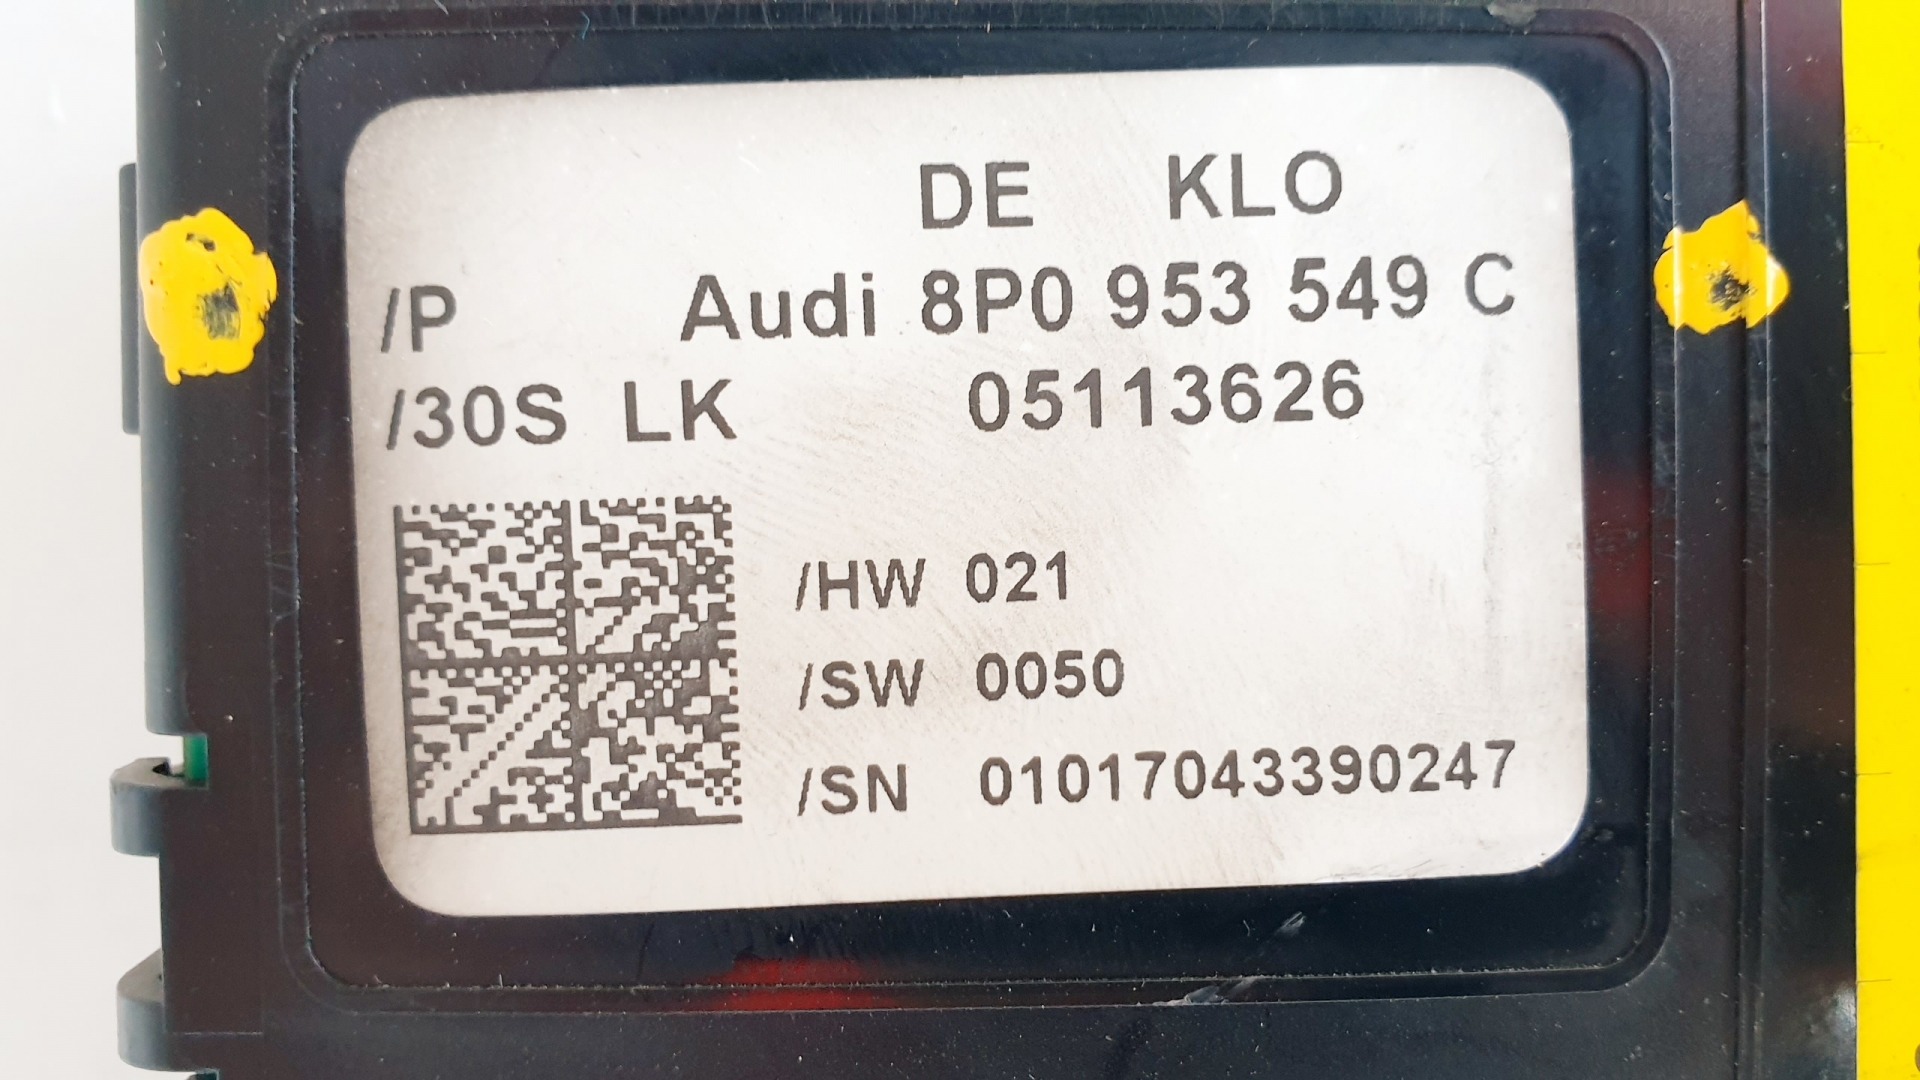 DE KLO
/P Audi 8P0 953 549 C
/30S LK 05113626
/HW 021
/SW 0050
/SN 01017043390247